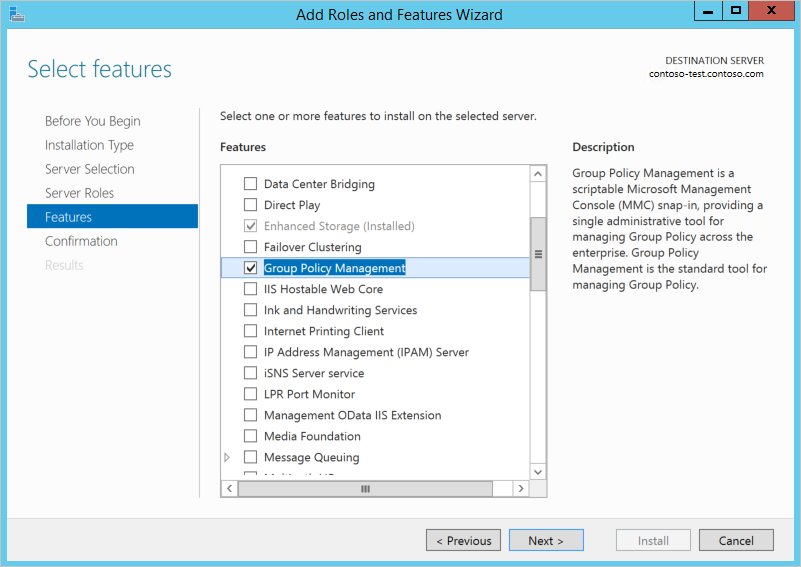 Add Roles and Features Wizard
Select features
DESTINATION SERVER
contoso-test.contoso.com
Before You Begin
Installation Type
Server Selection
Server Roles
Features
Confirmation
Results
Select one or more features to install on the selected server.
Features
Data Center Bridging
Direct Play
Enhanced Storage (Installed)
Failover Clustering
Group Policy Management
IIS Hostable Web Core
Ink and Handwriting Services
Internet Printing Client
IP Address Management (IPAM) Server
iSNS Server service
LPR Port Monitor
Management OData IIS Extension
Media Foundation
Message Queuing
Description
Group Policy Management is a
scriptable Microsoft Management
Console (MMC) snap-in, providing a
single administrative tool for
managing Group Policy across the
enterprise. Group Policy
Management is the standard tool for
managing Group Policy.
< Previous
Next >
Install
Cancel